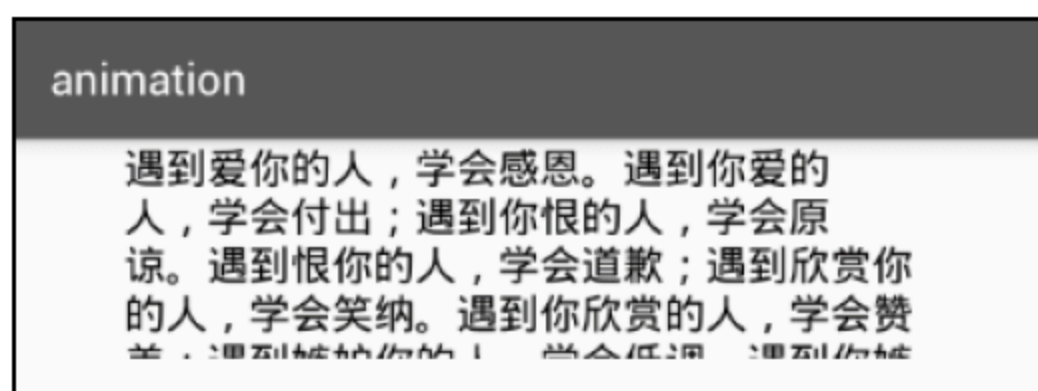 animation
遇到爱你的人，学会感恩。遇到你爱的
人，学会付出；遇到你恨的人，学会原
谅。遇到恨你的人，学会道歉；遇到欣赏你
的人，学会笑纳。遇到你欣赏的人，学会赞